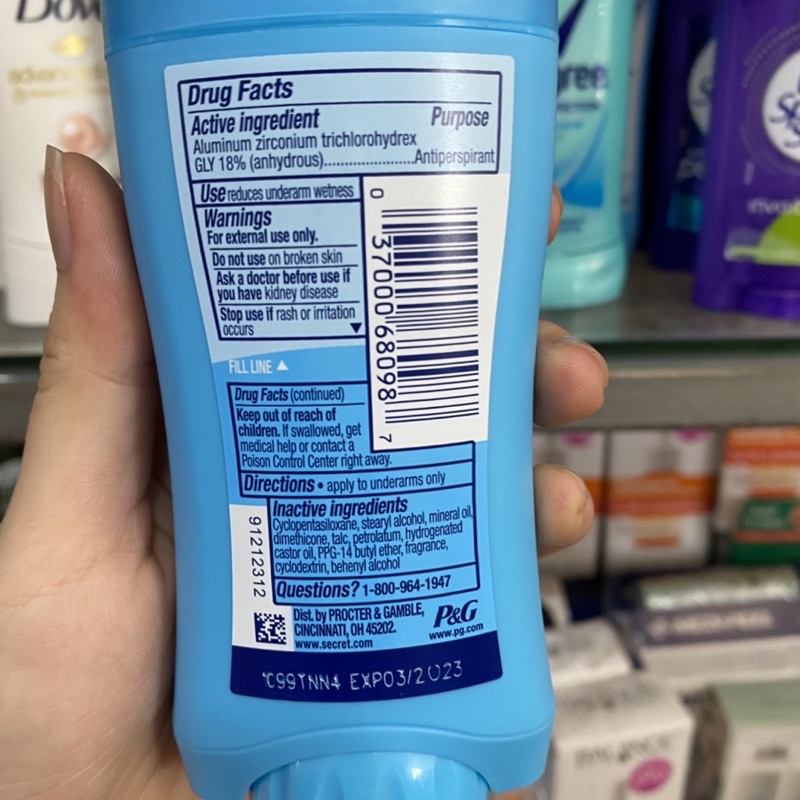 Dove
Drug Facts
Active ingredient Purpose
Aluminum zirconium trichlorohydrex
GLY 18% (anhydrous)......................Antiperspirant
Use reduces underarm wetness
Warnings
For external use only.
Do not use on broken skin
Ask a doctor before use if
you have kidney disease
Stop use if rash or irritation
occurs
0 37000 68098 7
FILL LINE
Drug Facts (continued)
Keep out of reach of
children. If swallowed, get
medical help or contact a
Poison Control Center right away.
Directions • apply to underarms only
Inactive ingredients
Cyclopentasiloxane, stearyl alcohol, mineral oil,
dimethicone, talc, petrolatum, hydrogenated
castor oil, PPG-14 butyl ether, fragrance,
cyclodextrin, behenyl alcohol
Questions? 1-800-964-1947
91212312
Dist. by PROCTER & GAMBLE,
CINCINNATI, OH 45202.
www.secret.com
P&G
www.pg.com
C99TNN4 EXP03/2023